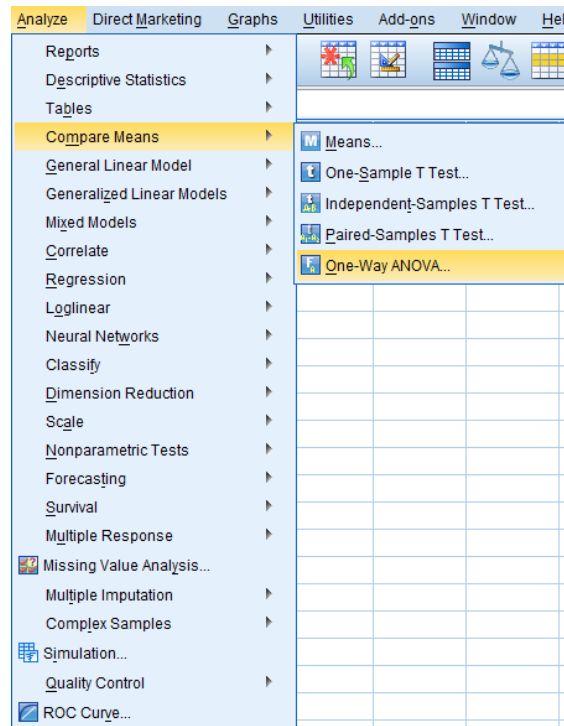 Analyze Direct Marketing Graphs Utilities Add-ons Window
Reports
Descriptive Statistics
Tables
Compare Means
General Linear Model
Generalized Linear Models
Mixed Models
Correlate
Regression
Loglinear
Neural Networks
Classify
Dimension Reduction
Scale
Nonparametric Tests
Forecasting
Survival
Multiple Response
Missing Value Analysis...
Multiple Imputation
Complex Samples
Simulation...
Quality Control
ROC Curve...
Means...
One-Sample T Test...
Independent-Samples T Test...
Paired-Samples T Test...
One-Way ANOVA...